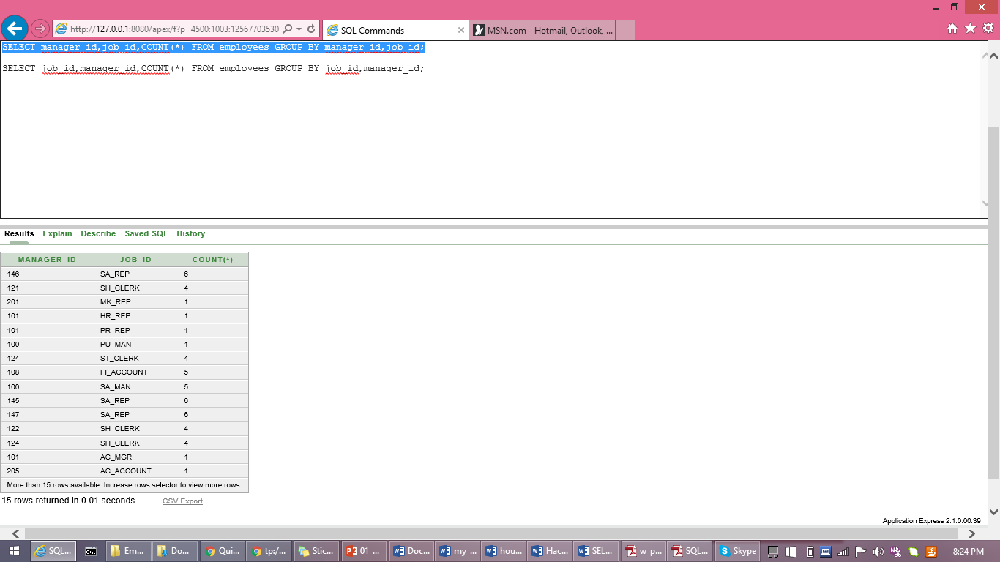 http://127.0.0.1:8080/apex/f?p=4500:1003:12567703530
SQL Commands
MSN.com - Hotmail, Outlook, ...
SELECT manager_id,job_id,COUNT(*) FROM employees GROUP BY manager_id,job_id;
SELECT job_id,manager_id,COUNT(*) FROM employees GROUP BY job_id,manager_id;
Results Explain Describe Saved SQL History
MANAGER_ID JOB_ID COUNT(*)
146 SA_REP 6
121 SH_CLERK 4
201 MK_REP 1
101 HR_REP 1
101 PR_REP 1
100 PU_MAN 1
124 ST_CLERK 4
108 FI_ACCOUNT 5
100 SA_MAN 5
145 SA_REP 6
147 SA_REP 6
122 SH_CLERK 4
124 SH_CLERK 4
101 AC_MGR 1
205 AC_ACCOUNT 1
More than 15 rows available. Increase rows selector to view more rows.
15 rows returned in 0.01 seconds CSV Export
Application Express 2.1.0.00.39
SQL... Em... Do... Qui... tp:/... Stic... 01_... Doc... my_... hou... Hac... SEL... w_p... SQL... Skype 8:24 PM